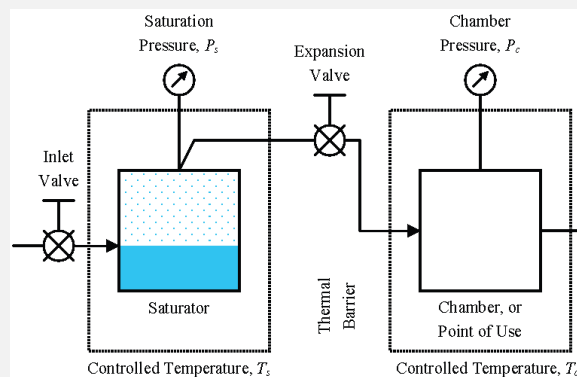 Saturation
Pressure, Ps
Expansion
Valve
Chamber
Pressure, Pc
Inlet
Valve
Saturator
Thermal
Barrier
Chamber, or
Point of Use
Controlled Temperature, Ts
Controlled Temperature, Tc